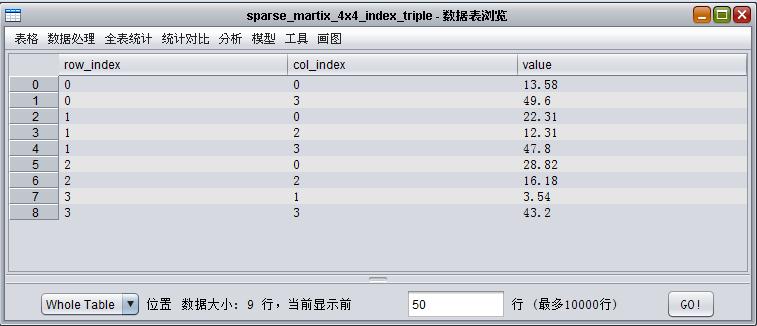 sparse_martix_4x4_index_triple - 数据表浏览
表格 数据处理 全表统计 统计对比 分析 模型 工具 画图
row_index col_index value
0 0 0 13.58
1 0 3 49.6
2 1 0 22.31
3 1 2 12.31
4 1 3 47.8
5 2 0 28.82
6 2 2 16.18
7 3 1 3.54
8 3 3 43.2
Whole Table 位置 数据大小: 9 行，当前显示前 50 行 (最多10000行) GO!